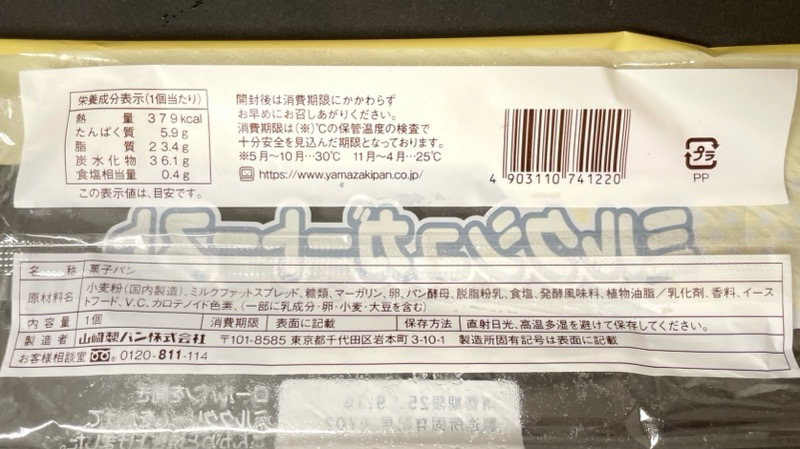 栄養成分表示(1個当たり)
熱量 379kcal
たんぱく質 5.9g
脂質 23.4g
炭水化物 36.1g
食塩相当量 0.4g
この表示値は、目安です。
開封後は消費期限にかかわらず
お早めにお召しあがりください。
消費期限は(※)℃の保管温度の検査で
十分安全を見込んだ期限となっております。
※5月〜10月…30℃ 11月〜4月…25℃
https://www.yamazakipan.co.jp/
4 903110 741220
プラ
PP
名称 菓子パン
原材料名 小麦粉(国内製造)、ミルクファットスプレッド、糖類、マーガリン、卵、パン酵母、脱脂粉乳、食塩、発酵風味料、植物油脂/乳化剤、香料、イース
トフード、V.C、カロテノイド色素、(一部に乳成分・卵・小麦・大豆を含む)
内容量 1個 消費期限 表面に記載 保存方法 直射日光、高温多湿を避けて保存してください。
製造者 山崎製パン株式会社 〒101-8585 東京都千代田区岩本町3-10-1 製造所固有記号は表面に記載
お客様相談室 0120-811-114